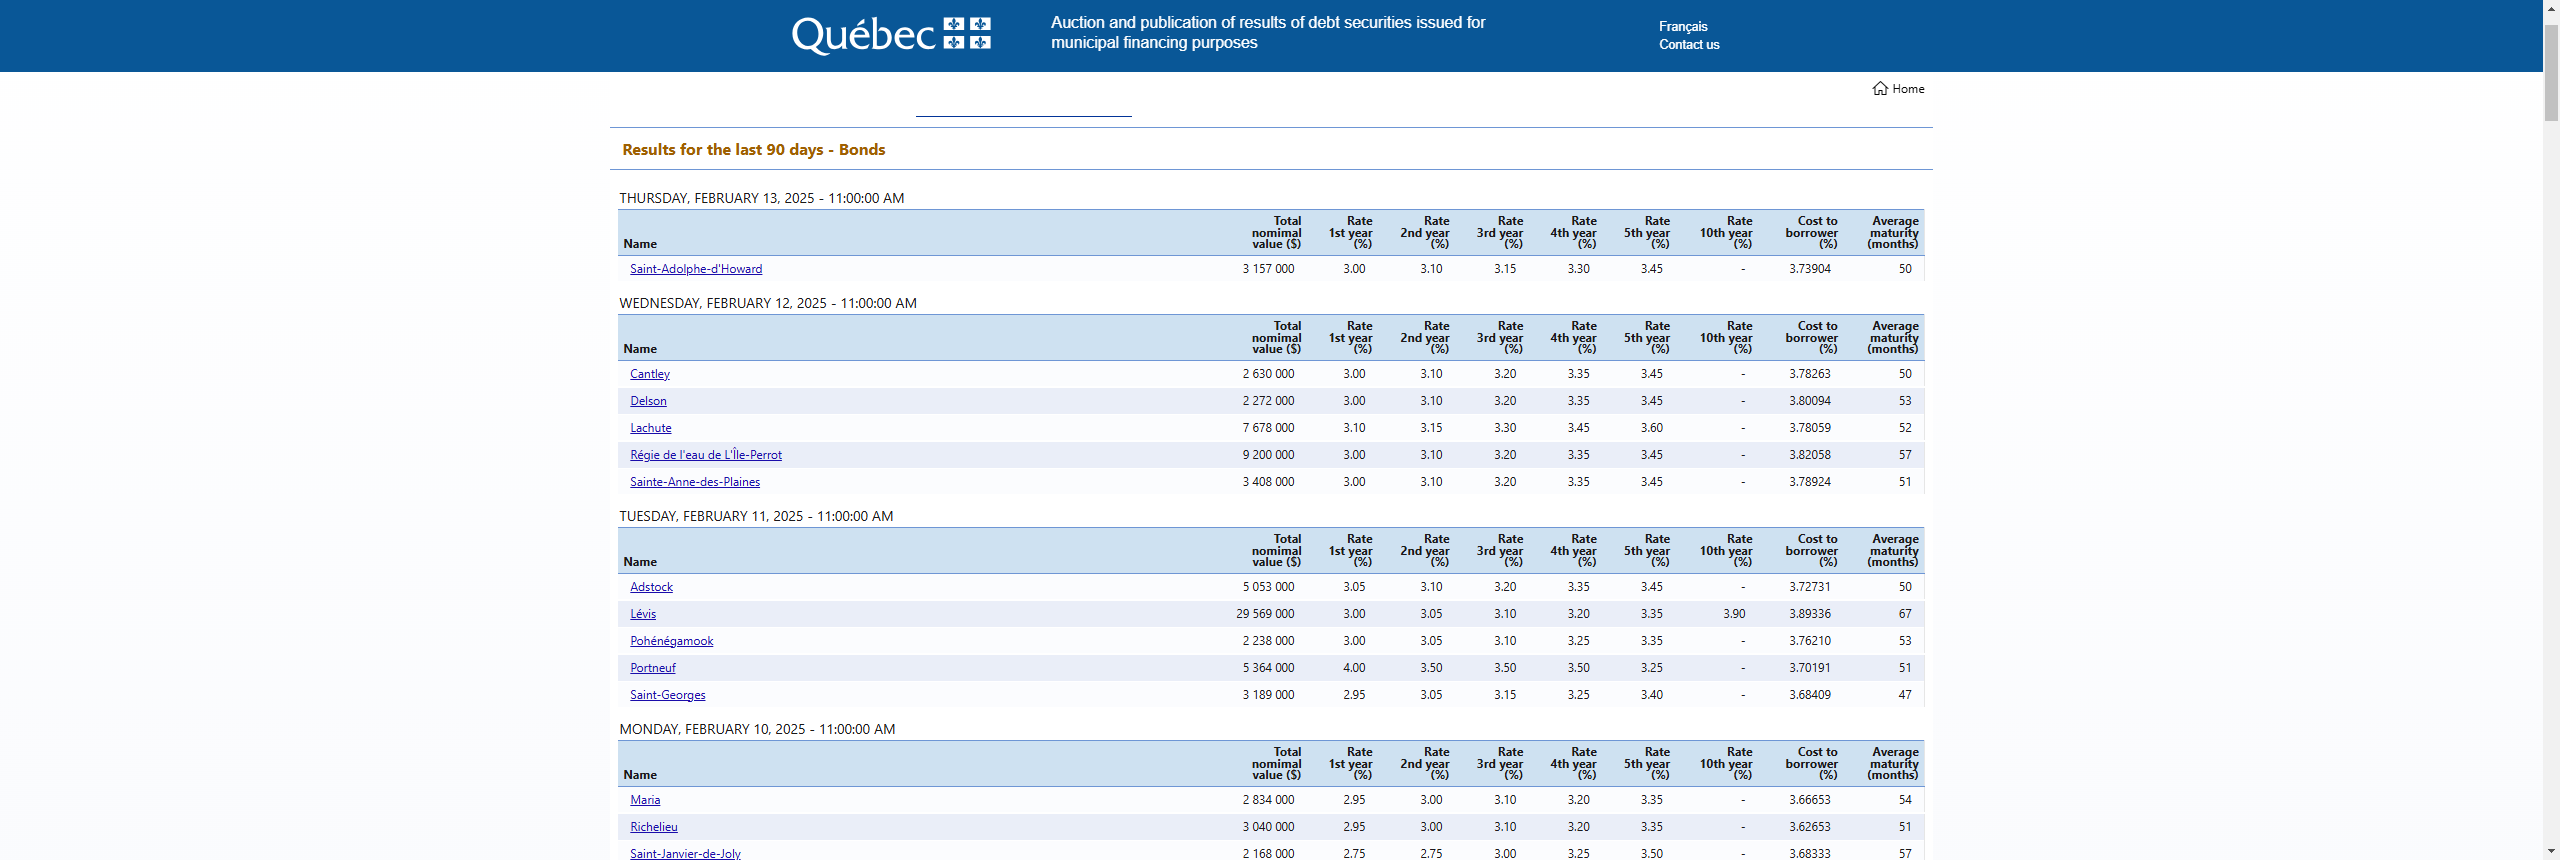 Québec
Auction and publication of results of debt securities issued for
municipal financing purposes
Français
Contact us
Home
Results for the last 90 days - Bonds
THURSDAY, FEBRUARY 13, 2025 - 11:00:00 AM
Name Total nomimal value ($) Rate 1st year (%) Rate 2nd year (%) Rate 3rd year (%) Rate 4th year (%) Rate 5th year (%) Rate 10th year (%) Cost to borrower (%) Average maturity (months)
Saint-Adolphe-d'Howard 3 157 000 3.00 3.10 3.15 3.30 3.45 - 3.73904 50
WEDNESDAY, FEBRUARY 12, 2025 - 11:00:00 AM
Name Total nomimal value ($) Rate 1st year (%) Rate 2nd year (%) Rate 3rd year (%) Rate 4th year (%) Rate 5th year (%) Rate 10th year (%) Cost to borrower (%) Average maturity (months)
Cantley 2 630 000 3.00 3.10 3.20 3.35 3.45 - 3.78263 50
Delson 2 272 000 3.00 3.10 3.20 3.35 3.45 - 3.80094 53
Lachute 7 678 000 3.10 3.15 3.30 3.45 3.60 - 3.78059 52
Régie de l'eau de L'Île-Perrot 9 200 000 3.00 3.10 3.20 3.35 3.45 - 3.82058 57
Sainte-Anne-des-Plaines 3 408 000 3.00 3.10 3.20 3.35 3.45 - 3.78924 51
TUESDAY, FEBRUARY 11, 2025 - 11:00:00 AM
Name Total nomimal value ($) Rate 1st year (%) Rate 2nd year (%) Rate 3rd year (%) Rate 4th year (%) Rate 5th year (%) Rate 10th year (%) Cost to borrower (%) Average maturity (months)
Adstock 5 053 000 3.05 3.10 3.20 3.35 3.45 - 3.72731 50
Lévis 29 569 000 3.00 3.05 3.10 3.20 3.35 3.90 3.89336 67
Pohénégamook 2 238 000 3.00 3.05 3.10 3.25 3.35 - 3.76210 53
Portneuf 5 364 000 4.00 3.50 3.50 3.50 3.25 - 3.70191 51
Saint-Georges 3 189 000 2.95 3.05 3.15 3.25 3.40 - 3.68409 47
MONDAY, FEBRUARY 10, 2025 - 11:00:00 AM
Name Total nomimal value ($) Rate 1st year (%) Rate 2nd year (%) Rate 3rd year (%) Rate 4th year (%) Rate 5th year (%) Rate 10th year (%) Cost to borrower (%) Average maturity (months)
Maria 2 834 000 2.95 3.00 3.10 3.20 3.35 - 3.66653 54
Richelieu 3 040 000 2.95 3.00 3.10 3.20 3.35 - 3.62653 51
Saint-Janvier-de-Joly 2 168 000 2.75 2.75 3.00 3.25 3.50 - 3.68333 57